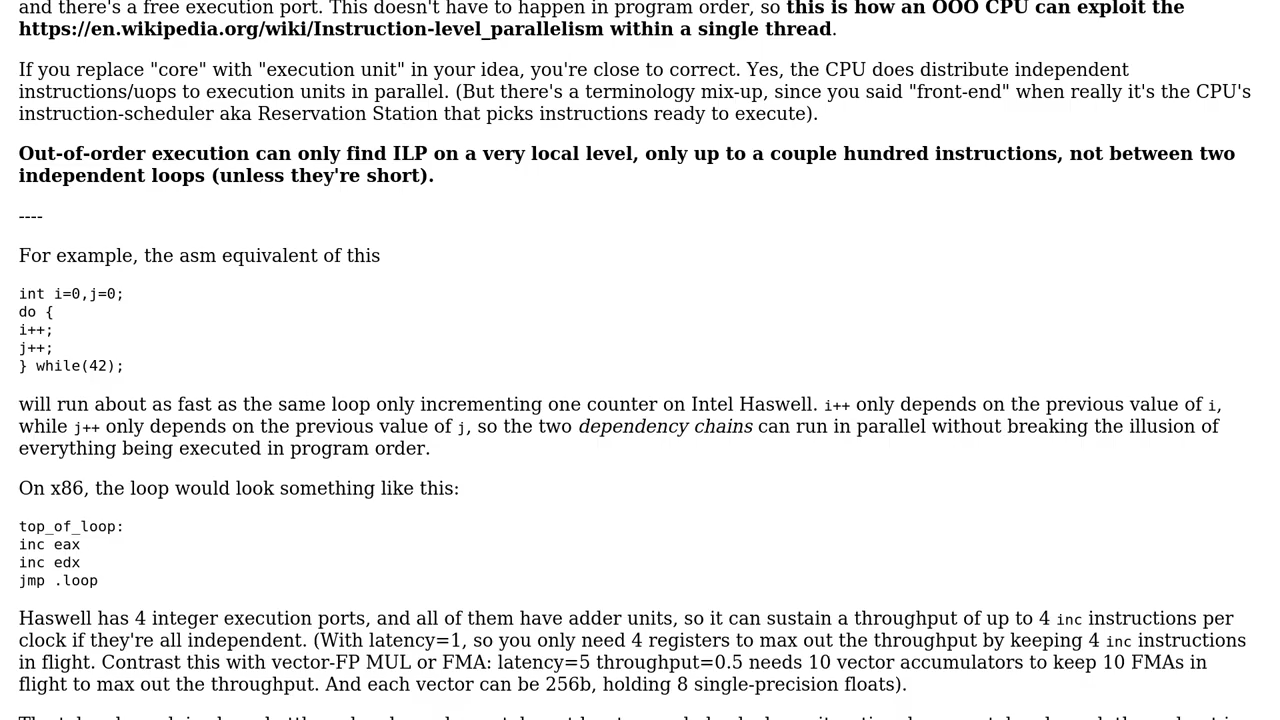 and there's a free execution port. This doesn't have to happen in program order, so this is how an OOO CPU can exploit the
https://en.wikipedia.org/wiki/Instruction-level_parallelism within a single thread.
If you replace "core" with "execution unit" in your idea, you're close to correct. Yes, the CPU does distribute independent
instructions/uops to execution units in parallel. (But there's a terminology mix-up, since you said "front-end" when really it's the CPU's
instruction-scheduler aka Reservation Station that picks instructions ready to execute).
Out-of-order execution can only find ILP on a very local level, only up to a couple hundred instructions, not between two
independent loops (unless they're short).
----
For example, the asm equivalent of this
int i=0,j=0;
do {
i++;
j++;
} while(42);
will run about as fast as the same loop only incrementing one counter on Intel Haswell. i++ only depends on the previous value of i,
while j++ only depends on the previous value of j, so the two dependency chains can run in parallel without breaking the illusion of
everything being executed in program order.
On x86, the loop would look something like this:
top_of_loop:
inc eax
inc edx
jmp .loop
Haswell has 4 integer execution ports, and all of them have adder units, so it can sustain a throughput of up to 4 inc instructions per
clock if they're all independent. (With latency=1, so you only need 4 registers to max out the throughput by keeping 4 inc instructions
in flight. Contrast this with vector-FP MUL or FMA: latency=5 throughput=0.5 needs 10 vector accumulators to keep 10 FMAs in
flight to max out the throughput. And each vector can be 256b, holding 8 single-precision floats).